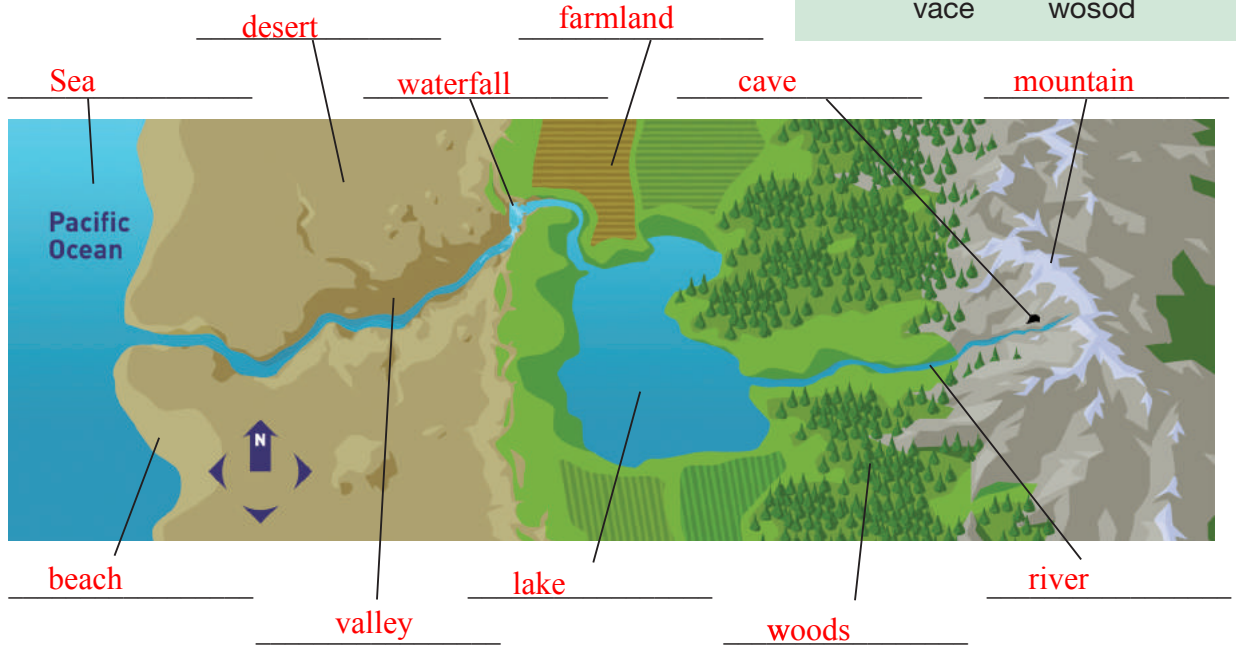 vace wosod
desert farmland
Sea waterfall cave mountain
Pacific
Ocean
N
beach lake river
valley woods